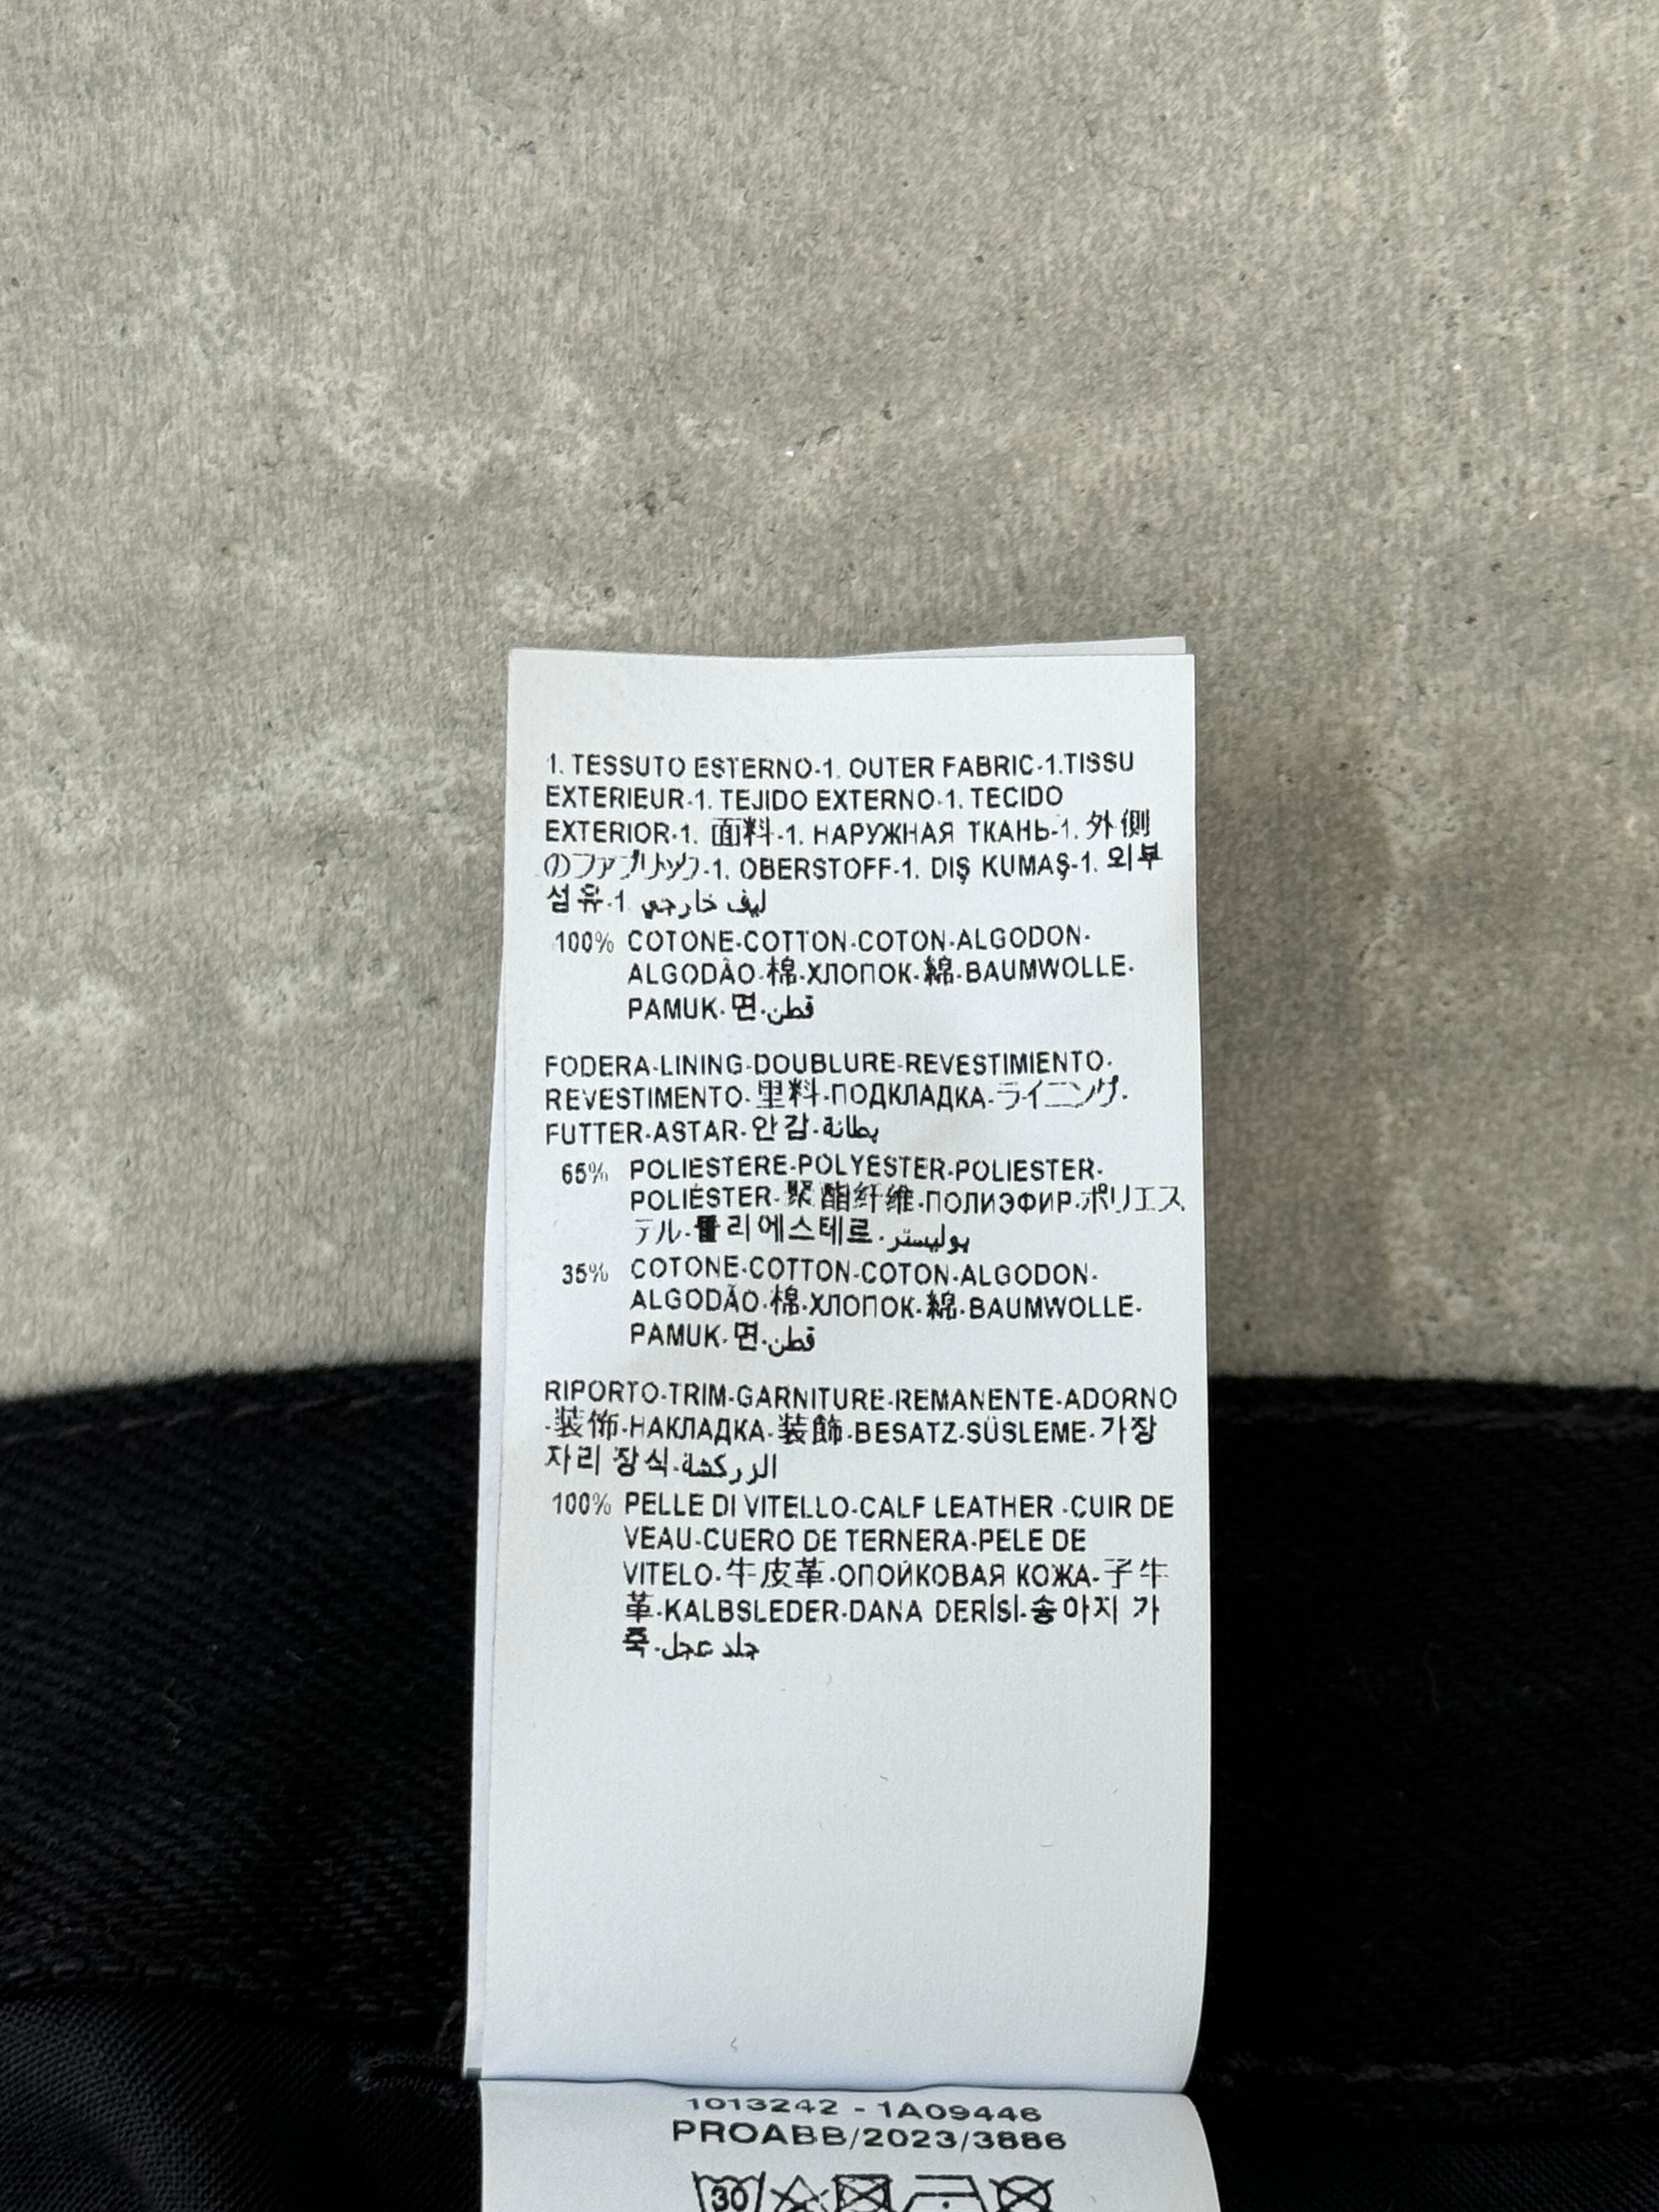 1. TESSUTO ESTERNO-1. OUTER FABRIC-1.TISSU
EXTERIEUR-1. TEJIDO EXTERNO-1. TECIDO
EXTERIOR-1. 面料-1. НАРУЖНАЯ ТКАНЬ-1. 外側
のファブリック-1. OBERSTOFF-1. DIŞ KUMAŞ-1. 외부
섬유-1. ليف خارجي
100% COTONE-COTTON-COTON-ALGODON-
ALGODÃO-棉-ХЛОПОК-綿-BAUMWOLLE-
PAMUK-면-قطن
FODERA-LINING-DOUBLURE-REVESTIMIENTO-
REVESTIMENTO-里料-ПОДКЛАДКА-ライニング-
FUTTER-ASTAR-안감-بطانة
65% POLIESTERE-POLYESTER-POLIESTER-
POLIÉSTER-聚酯纤维-ПОЛИЭФИР-ポリエス
テル-폴리에스테르-بوليستر
35% COTONE-COTTON-COTON-ALGODON-
ALGODÃO-棉-ХЛОПОК-綿-BAUMWOLLE-
PAMUK-면-قطن
RIPORTO-TRIM-GARNITURE-REMANENTE-ADORNO
-装饰-НАКЛАДКА-装飾-BESATZ-SÜSLEME-가장
자리 장식-الزركشة
100% PELLE DI VITELLO-CALF LEATHER -CUIR DE
VEAU-CUERO DE TERNERA-PELE DE
VITELO-牛皮革-ОПОЙКОВАЯ КОЖА-子牛
革-KALBSLEDER-DANA DERİSİ-송아지 가
죽-جلد عجل
1013242 - 1A09446
PROABB/2023/3886
30